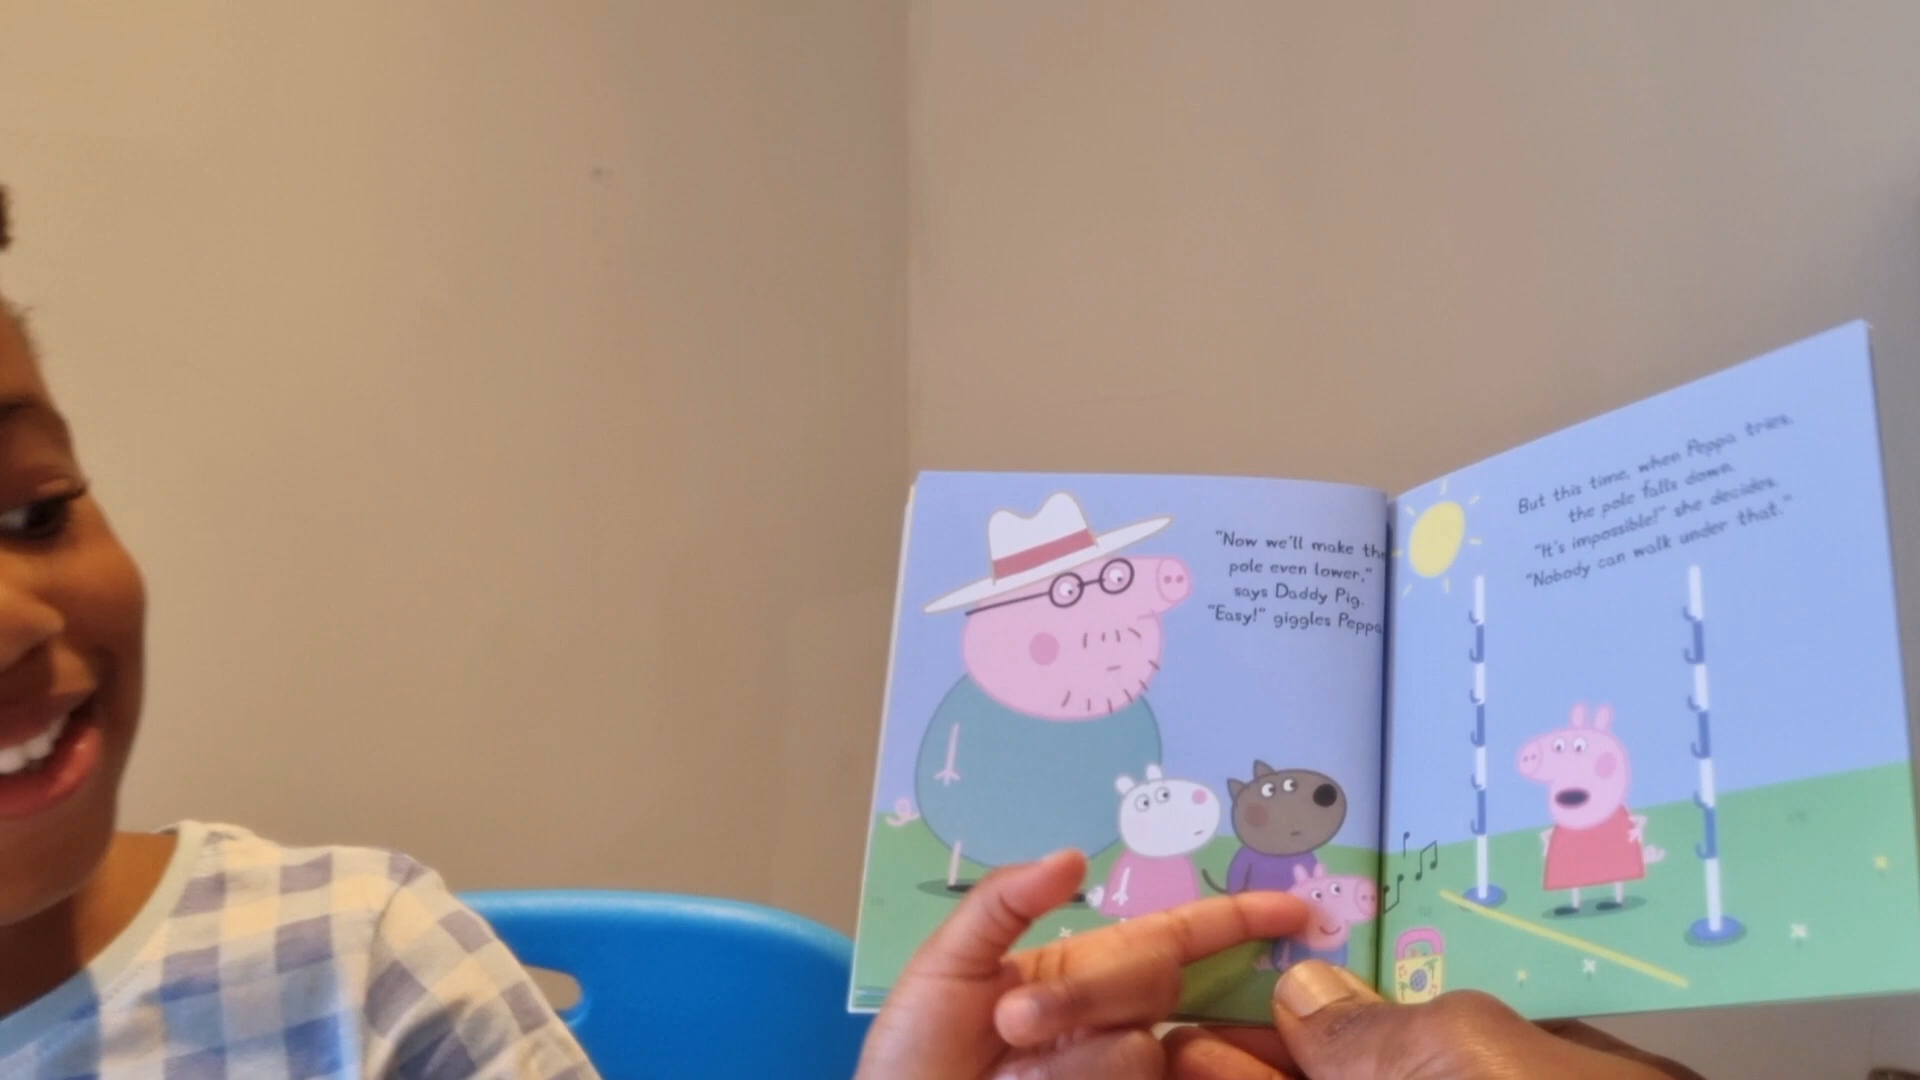 "Now we'll make the
pole even lower,"
says Daddy Pig.
"Easy!" giggles Peppa
But this time, when Peppa tries,
the pole falls down.
"It's impossible!" she decides.
"Nobody can walk under that."